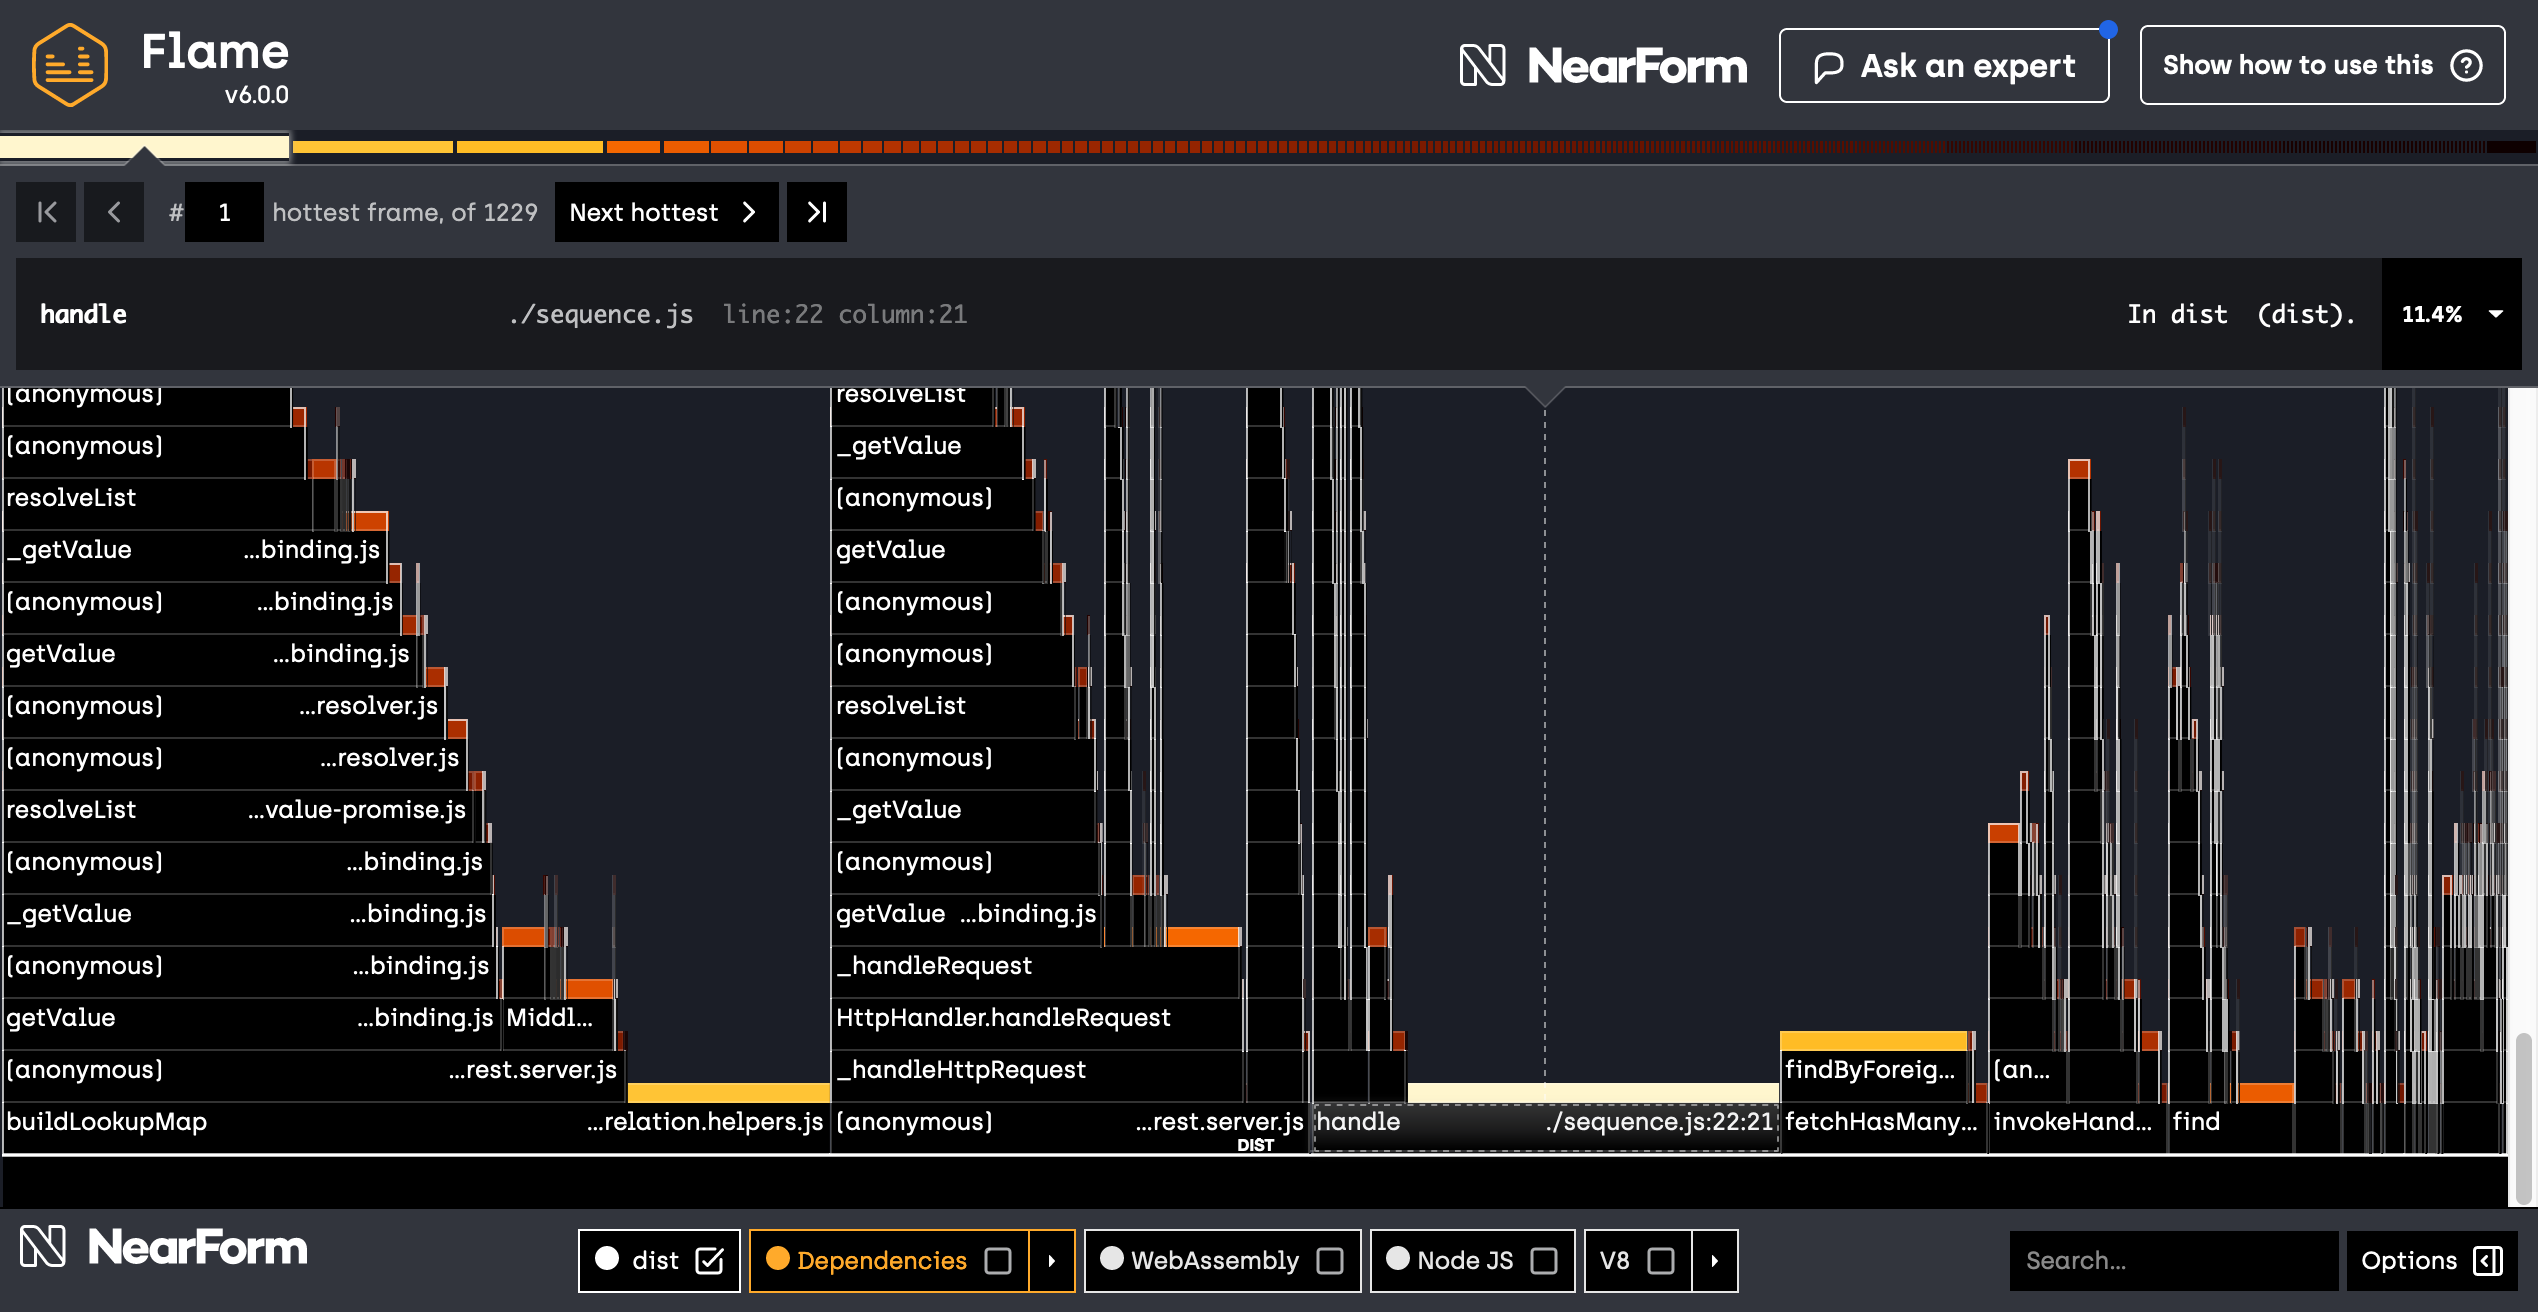 Flame
v6.0.0
NearForm
Ask an expert
Show how to use this ?
# 1 hottest frame, of 1229 Next hottest
handle ./sequence.js line:22 column:21 In dist (dist). 11.4%
(anonymous) resolveList
(anonymous) _getValue
resolveList (anonymous)
_getValue ...binding.js getValue
(anonymous) ...binding.js (anonymous)
getValue ...binding.js (anonymous)
(anonymous) ...resolver.js resolveList
(anonymous) ...resolver.js (anonymous)
resolveList ...value-promise.js _getValue
(anonymous) ...binding.js (anonymous)
_getValue ...binding.js getValue ...binding.js
(anonymous) ...binding.js _handleRequest
getValue ...binding.js Middl... HttpHandler.handleRequest
(anonymous) ...rest.server.js _handleHttpRequest findByForeig... (an...
buildLookupMap ...relation.helpers.js (anonymous) ...rest.server.js handle ./sequence.js:22:21 fetchHasMany... invokeHand... find
DIST
NearForm
dist
Dependencies
WebAssembly
Node JS
V8
Search...
Options